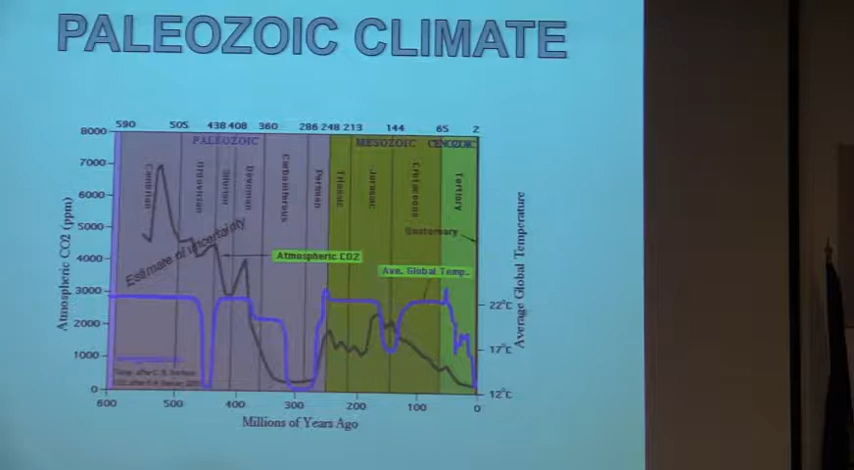 PALEOZOIC CLIMATE
590 505 438 408 360 286 248 213 144 65 2
PALEOZOIC MESOZOIC CENOZOIC
Cambrian
Ordovician
Silurian
Devonian
Carboniferous
Permian
Triassic
Jurassic
Cretaceous
Tertiary
Quaternary
Estimate of uncertainty
Atmospheric CO2
Ave. Global Temp.
Atmospheric CO2 (ppm)
8000
7000
6000
5000
4000
3000
2000
1000
0
Average Global Temperature
22°C
17°C
12°C
600 500 400 300 200 100 0
Millions of Years Ago